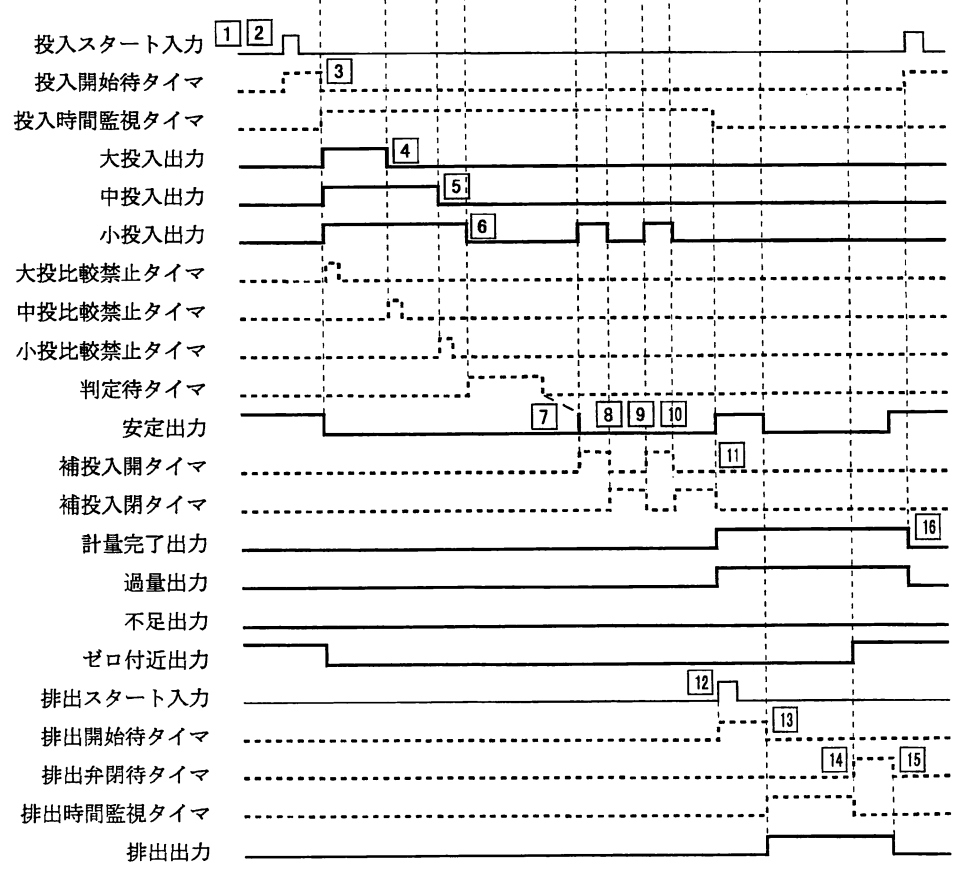 投入スタート入力 1 2
投入開始待タイマ 3
投入時間監視タイマ
大投入出力 4
中投入出力 5
小投入出力 6
大投比較禁止タイマ
中投比較禁止タイマ
小投比較禁止タイマ
判定待タイマ
安定出力 7 8 9 10
補投入開タイマ 11
補投入閉タイマ
計量完了出力 16
過量出力
不足出力
ゼロ付近出力
排出スタート入力 12
排出開始待タイマ 13
排出弁閉待タイマ 14 15
排出時間監視タイマ
排出出力